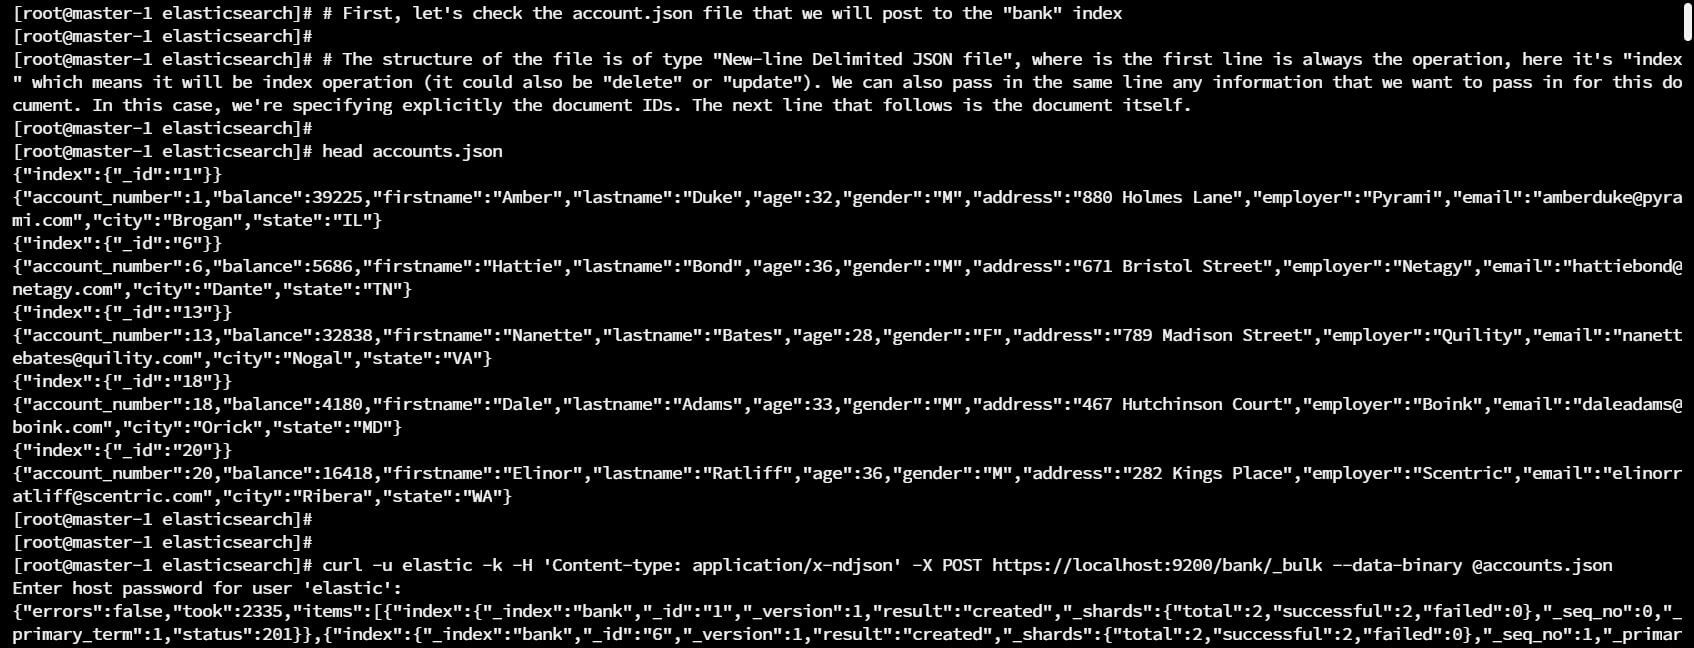 [root@master-1 elasticsearch]# # First, let's check the account.json file that we will post to the "bank" index
[root@master-1 elasticsearch]#
[root@master-1 elasticsearch]# # The structure of the file is of type "New-line Delimited JSON file", where is the first line is always the operation, here it's "index
" which means it will be index operation (it could also be "delete" or "update"). We can also pass in the same line any information that we want to pass in for this do
cument. In this case, we're specifying explicitly the document IDs. The next line that follows is the document itself.
[root@master-1 elasticsearch]#
[root@master-1 elasticsearch]# head accounts.json
{"index":{"_id":"1"}}
{"account_number":1,"balance":39225,"firstname":"Amber","lastname":"Duke","age":32,"gender":"M","address":"880 Holmes Lane","employer":"Pyrami","email":"amberduke@pyra
mi.com","city":"Brogan","state":"IL"}
{"index":{"_id":"6"}}
{"account_number":6,"balance":5686,"firstname":"Hattie","lastname":"Bond","age":36,"gender":"M","address":"671 Bristol Street","employer":"Netagy","email":"hattiebond@
netagy.com","city":"Dante","state":"TN"}
{"index":{"_id":"13"}}
{"account_number":13,"balance":32838,"firstname":"Nanette","lastname":"Bates","age":28,"gender":"F","address":"789 Madison Street","employer":"Quility","email":"nanett
ebates@quility.com","city":"Nogal","state":"VA"}
{"index":{"_id":"18"}}
{"account_number":18,"balance":4180,"firstname":"Dale","lastname":"Adams","age":33,"gender":"M","address":"467 Hutchinson Court","employer":"Boink","email":"daleadams@
boink.com","city":"Orick","state":"MD"}
{"index":{"_id":"20"}}
{"account_number":20,"balance":16418,"firstname":"Elinor","lastname":"Ratliff","age":36,"gender":"M","address":"282 Kings Place","employer":"Scentric","email":"elinorr
atliff@scentric.com","city":"Ribera","state":"WA"}
[root@master-1 elasticsearch]#
[root@master-1 elasticsearch]#
[root@master-1 elasticsearch]# curl -u elastic -k -H 'Content-type: application/x-ndjson' -X POST https://localhost:9200/bank/_bulk --data-binary @accounts.json
Enter host password for user 'elastic':
{"errors":false,"took":2335,"items":[{"index":{"_index":"bank","_id":"1","_version":1,"result":"created","_shards":{"total":2,"successful":2,"failed":0},"_seq_no":0,"_
primary_term":1,"status":201}},{"index":{"_index":"bank","_id":"6","_version":1,"result":"created","_shards":{"total":2,"successful":2,"failed":0},"_seq_no":1,"_primar